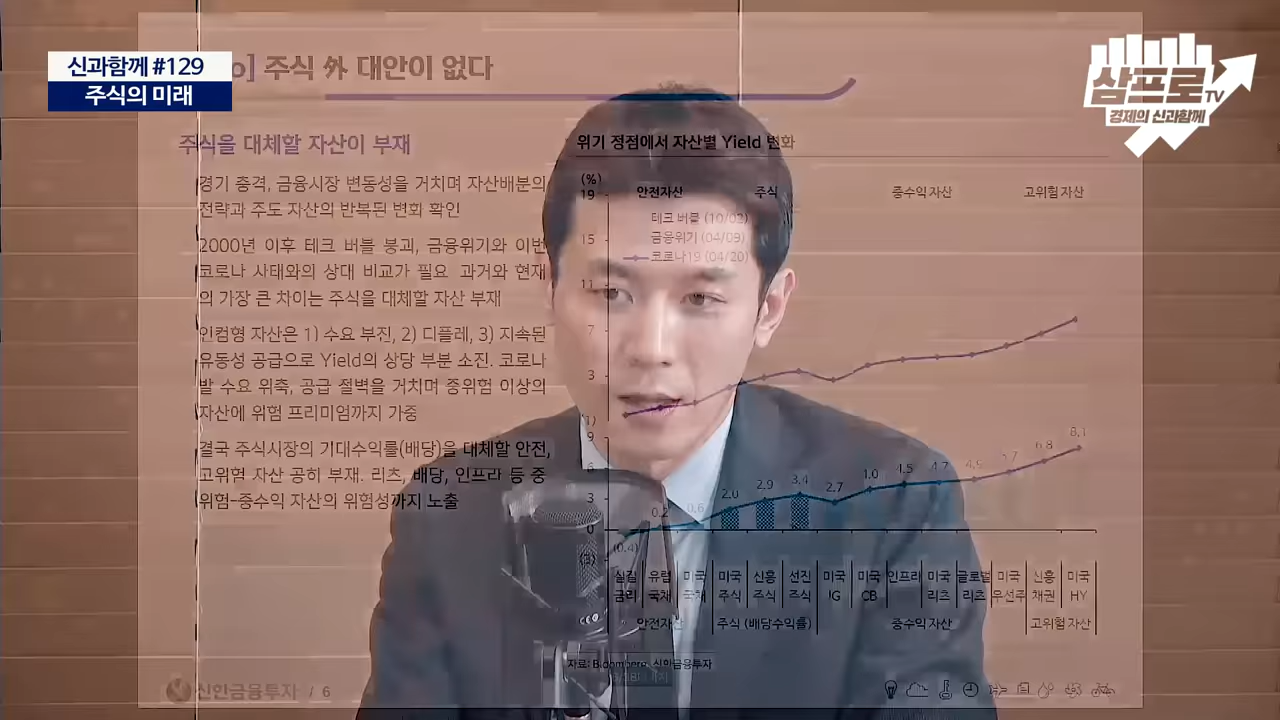 신과함께 #129
주식의 미래
삼프로TV
경제의 신과함께
o] 주식 外 대안이 없다
주식을 대체할 자산이 부재
경기 충격, 금융시장 변동성을 거치며 자산배분의
전략과 주도 자산의 반복된 변화 확인
2000년 이후 테크 버블 붕괴, 금융위기와 이번
코로나 사태와의 상대 비교가 필요 과거와 현재
의 가장 큰 차이는 주식을 대체할 자산 부재
인컴형 자산은 1) 수요 부진, 2) 디플레, 3) 지속된
유동성 공급으로 Yield의 상당 부분 소진. 코로나
발 수요 위축, 공급 절벽을 거치며 중위험 이상의
자산에 위험 프리미엄까지 가중
결국 주식시장의 기대수익률(배당)을 대체할 안전,
고위험 자산 공히 부재. 리츠, 배당, 인프라 등 중
위험-중수익 자산의 위험성까지 노출
위기 정점에서 자산별 Yield 변화
(%)
안전자산 주식 중수익 자산 고위험 자산
테크 버블 (10/02)
금융위기 (04/09)
코로나19 (04/20)
19
15
11
7
3
(1)
9
6
3
0
(3)
(0.4) 0.2 0.6 2.0 2.9 3.4 2.7 4.0 4.5 4.7 4.9 5.7 6.8 8.1
실질 유럽 미국 미국 신흥 선진 미국 미국 인프라 미국 글로벌 미국 신흥 미국
금리 국채 국채 주식 주식 주식 IG CB 리츠 리츠 우선주 채권 HY
안전자산 주식 (배당수익률) 중수익 자산 고위험 자산
자료: Bloomberg, 신한금융투자
신한금융투자 / 6